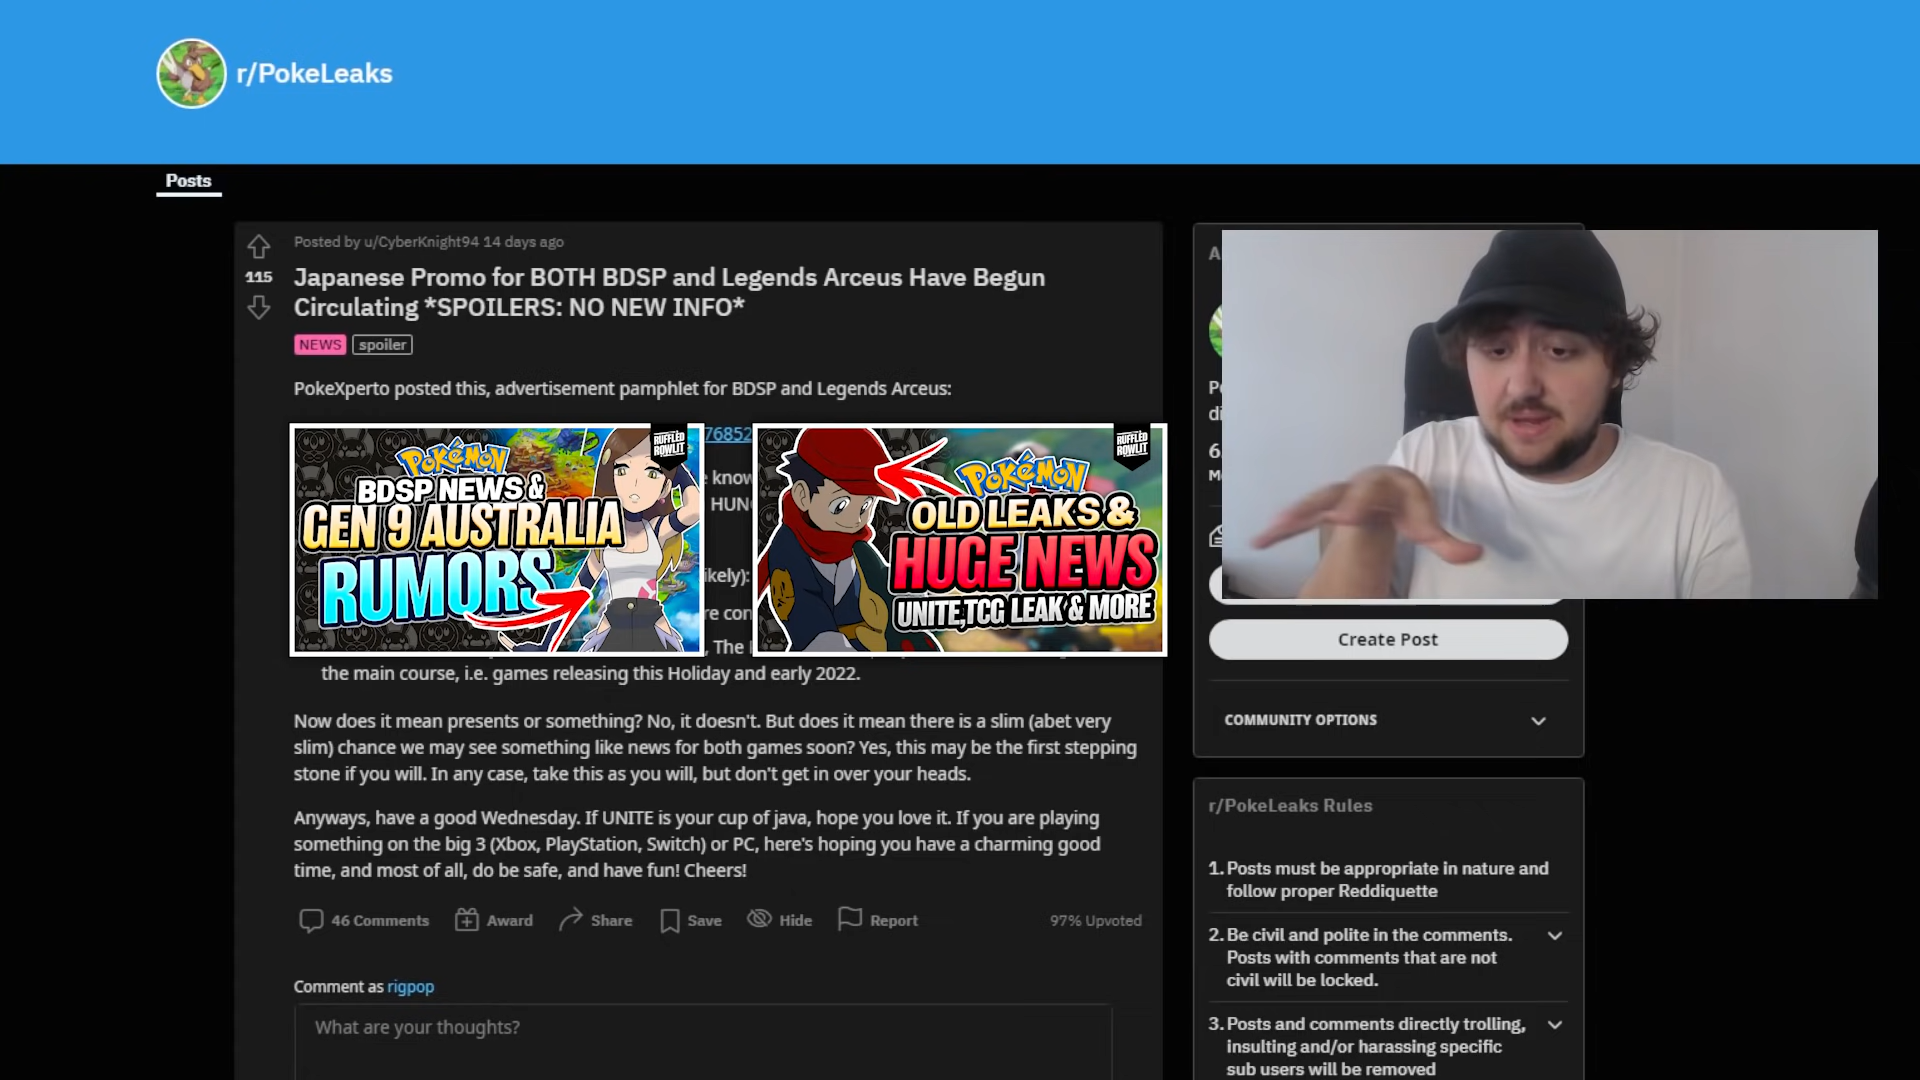 r/PokeLeaks
Posts
Posted by u/CyberKnight94 14 days ago
115
Japanese Promo for BOTH BDSP and Legends Arceus Have Begun
Circulating *SPOILERS: NO NEW INFO*
NEWS spoiler
PokeXperto posted this, advertisement pamphlet for BDSP and Legends Arceus:
76852
know
HUN
ikely):
re con
, The
the main course, i.e. games releasing this Holiday and early 2022.
Pokémon
BDSP NEWS &
GEN 9 AUSTRALIA
RUMORS
RUFFLED
ROWLIT
Pokémon
OLD LEAKS &
HUGE NEWS
UNITE,TCG LEAK & MORE
RUFFLED
ROWLIT
Now does it mean presents or something? No, it doesn't. But does it mean there is a slim (abet very
slim) chance we may see something like news for both games soon? Yes, this may be the first stepping
stone if you will. In any case, take this as you will, but don't get in over your heads.
Anyways, have a good Wednesday. If UNITE is your cup of java, hope you love it. If you are playing
something on the big 3 (Xbox, PlayStation, Switch) or PC, here's hoping you have a charming good
time, and most of all, do be safe, and have fun! Cheers!
46 Comments Award Share Save Hide Report 97% Upvoted
Comment as rigpop
What are your thoughts?
A
P
di
6
M
Create Post
COMMUNITY OPTIONS
r/PokeLeaks Rules
1. Posts must be appropriate in nature and
follow proper Reddiquette
2. Be civil and polite in the comments.
Posts with comments that are not
civil will be locked.
3. Posts and comments directly trolling,
insulting and/or harassing specific
sub users will be removed